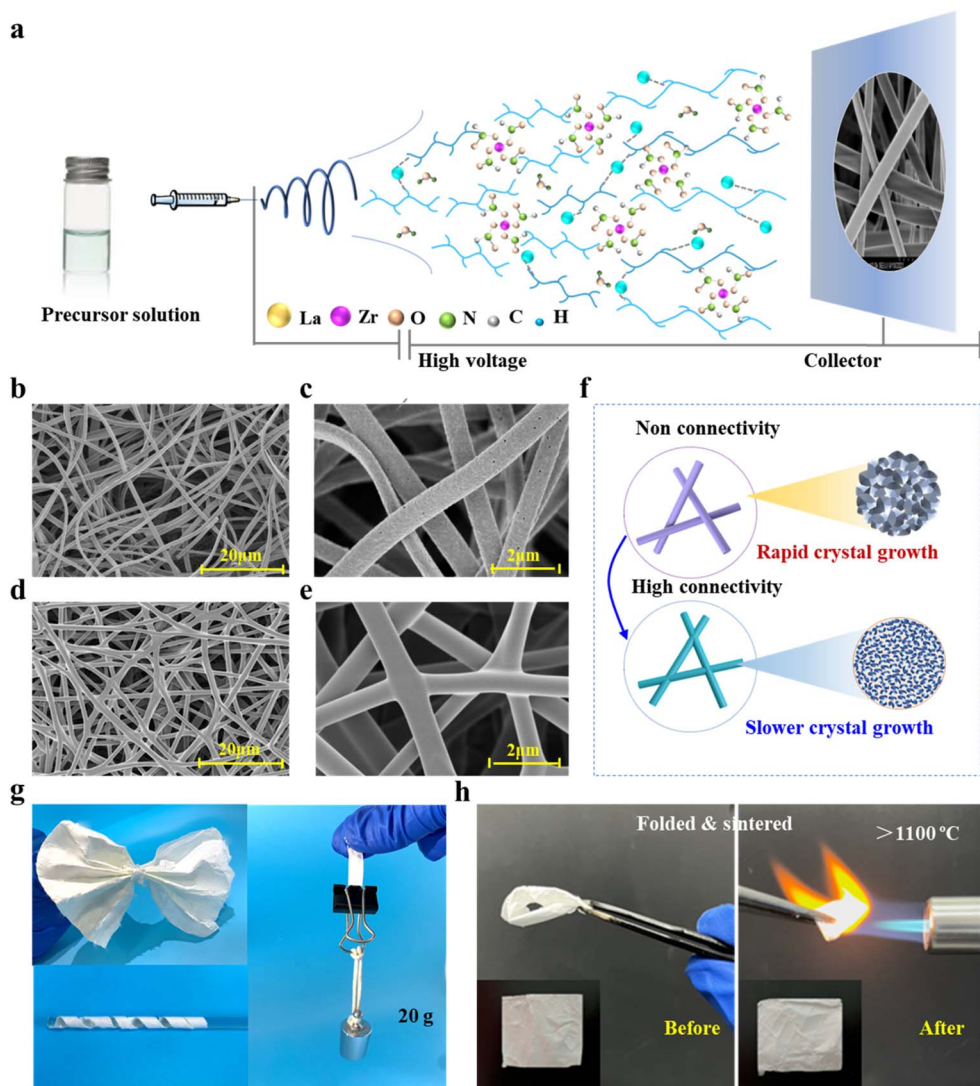 a
Precursor solution
La Zr O N C H
High voltage
Collector
b
20μm
c
2μm
d
20μm
e
2μm
f
Non connectivity
Rapid crystal growth
High connectivity
Slower crystal growth
g
20 g
h
Folded & sintered
Before
>1100 ℃
After